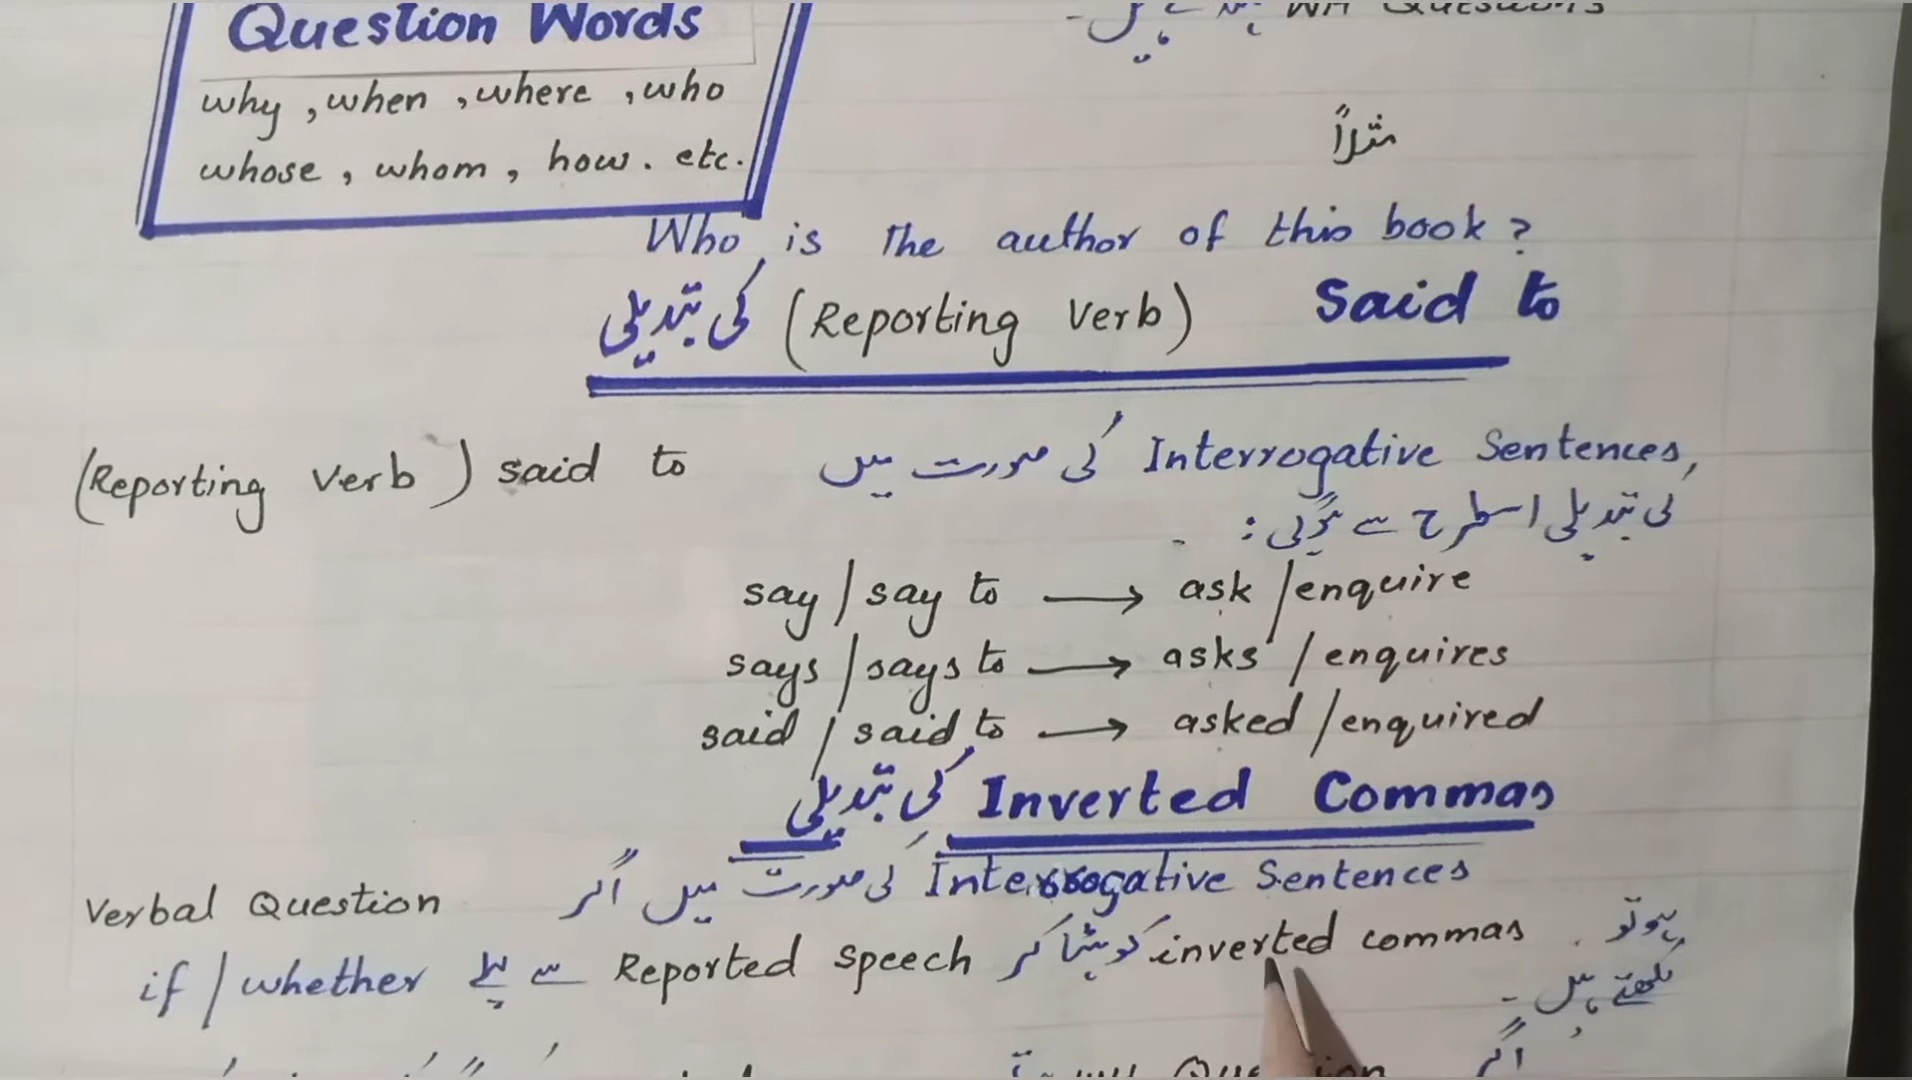 Question Words
why , when , where , who
whose , whom , how . etc.
WH Questions
مثلاً
Who is the author of this book ?
Said to (Reporting Verb) کی تبدیلی
Interrogative Sentences, کی صورت میں said to (Reporting Verb)
کی تبدیلی اسطرح سے ہوگی :-
say / say to → ask / enquire
says / says to → asks / enquires
said / said to → asked / enquired
Inverted Commas کی تبدیلی
Interrogative Sentences کی صورت میں اگر Verbal Question
ہو تو inverted commas کو ہٹا کر Reported Speech سے پہلے if / whether
لکھتے ہیں -
اگر